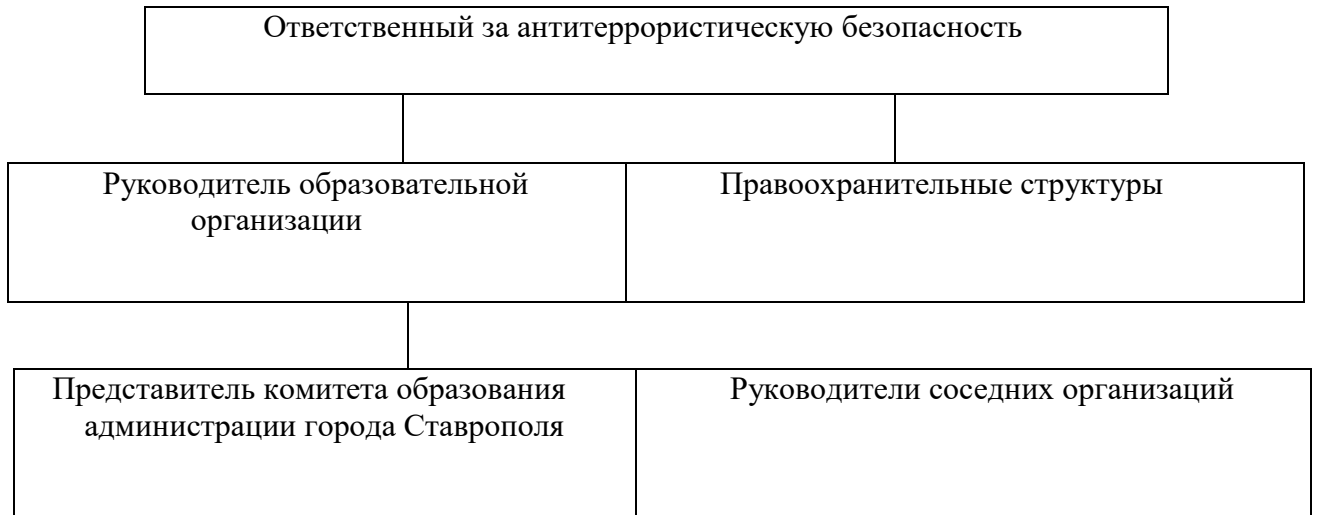 Ответственный за антитеррористическую безопасность
Руководитель образовательной
организации
Правоохранительные структуры
Представитель комитета образования
администрации города Ставрополя
Руководители соседних организаций